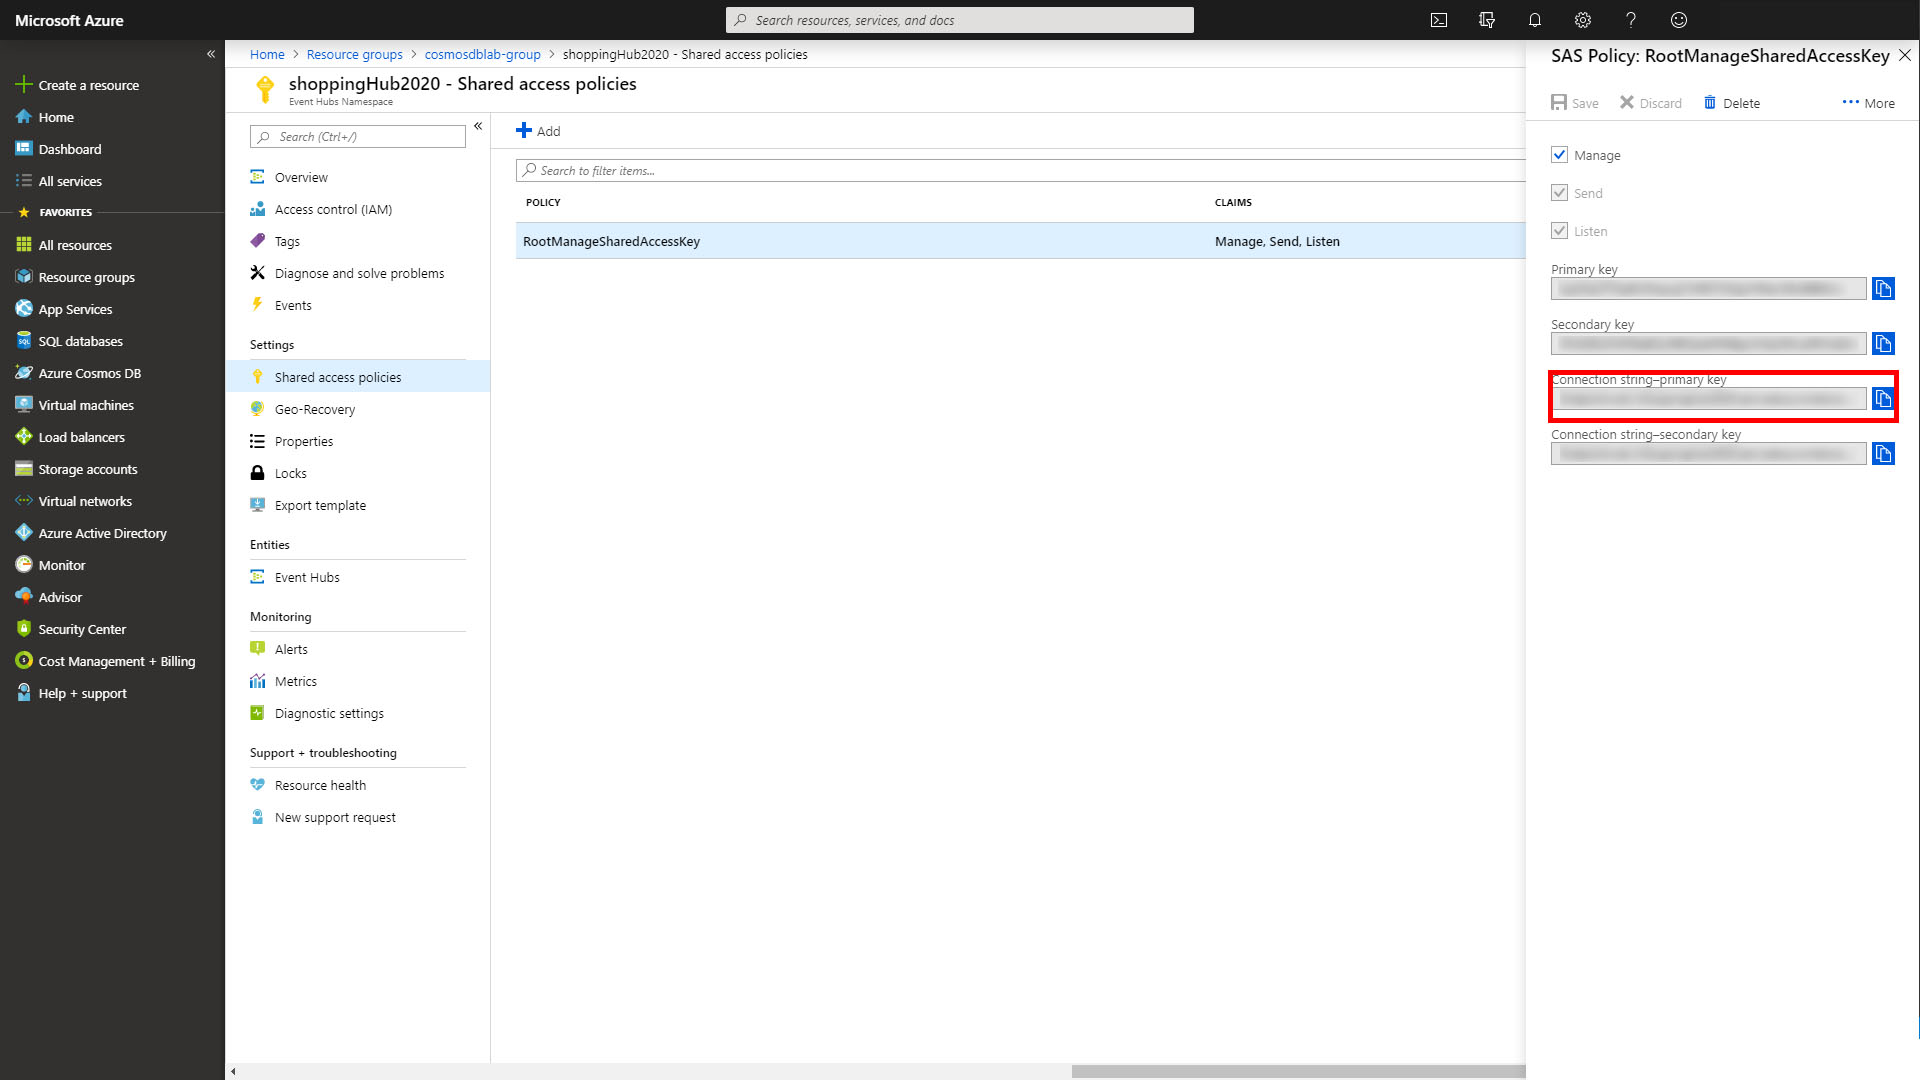 Microsoft Azure
Search resources, services, and docs
Create a resource
Home
Dashboard
All services
FAVORITES
All resources
Resource groups
App Services
SQL databases
Azure Cosmos DB
Virtual machines
Load balancers
Storage accounts
Virtual networks
Azure Active Directory
Monitor
Advisor
Security Center
Cost Management + Billing
Help + support
Home > Resource groups > cosmosdblab-group > shoppingHub2020 - Shared access policies
shoppingHub2020 - Shared access policies
Event Hubs Namespace
Search (Ctrl+/)
Overview
Access control (IAM)
Tags
Diagnose and solve problems
Events
Settings
Shared access policies
Geo-Recovery
Properties
Locks
Export template
Entities
Event Hubs
Monitoring
Alerts
Metrics
Diagnostic settings
Support + troubleshooting
Resource health
New support request
Add
Search to filter items...
POLICY CLAIMS
RootManageSharedAccessKey Manage, Send, Listen
SAS Policy: RootManageSharedAccessKey
Save Discard Delete More
Manage
Send
Listen
Primary key
Secondary key
Connection string–primary key
Connection string–secondary key